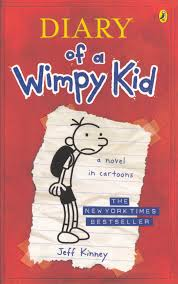 DIARY
of a
Wimpy Kid
a novel
in cartoons
THE
NEW YORK TIMES
BESTSELLER
Jeff Kinney